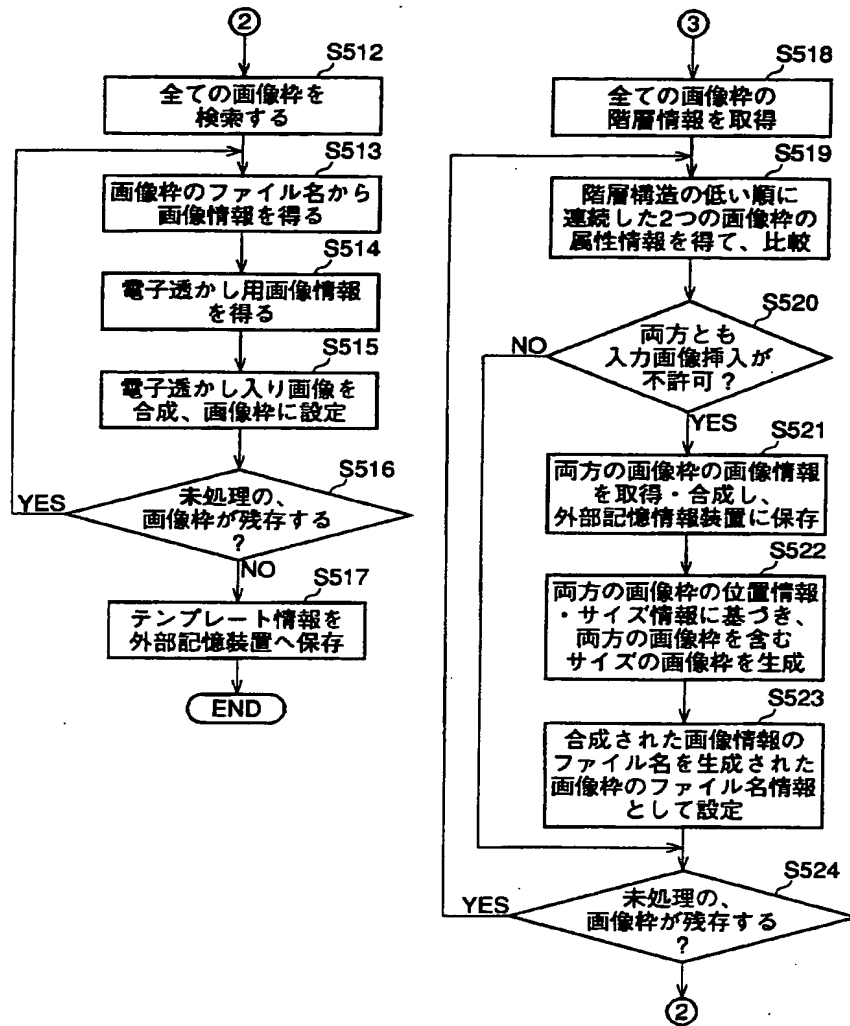 ②
S512
全ての画像枠を
検索する
S513
画像枠のファイル名から
画像情報を得る
S514
電子透かし用画像情報
を得る
S515
電子透かし入り画像を
合成、画像枠に設定
S516
未処理の、
画像枠が残存する
?
YES
NO
S517
テンプレート情報を
外部記憶装置へ保存
END
③
S518
全ての画像枠の
階層情報を取得
S519
階層構造の低い順に
連続した2つの画像枠の
属性情報を得て、比較
S520
両方とも
入力画像挿入が
不許可?
NO
YES
S521
両方の画像枠の画像情報
を取得・合成し、
外部記憶情報装置に保存
S522
両方の画像枠の位置情報
・サイズ情報に基づき、
両方の画像枠を含む
サイズの画像枠を生成
S523
合成された画像情報の
ファイル名を生成された
画像枠のファイル名情報
として設定
S524
未処理の、
画像枠が残存する
?
YES
②